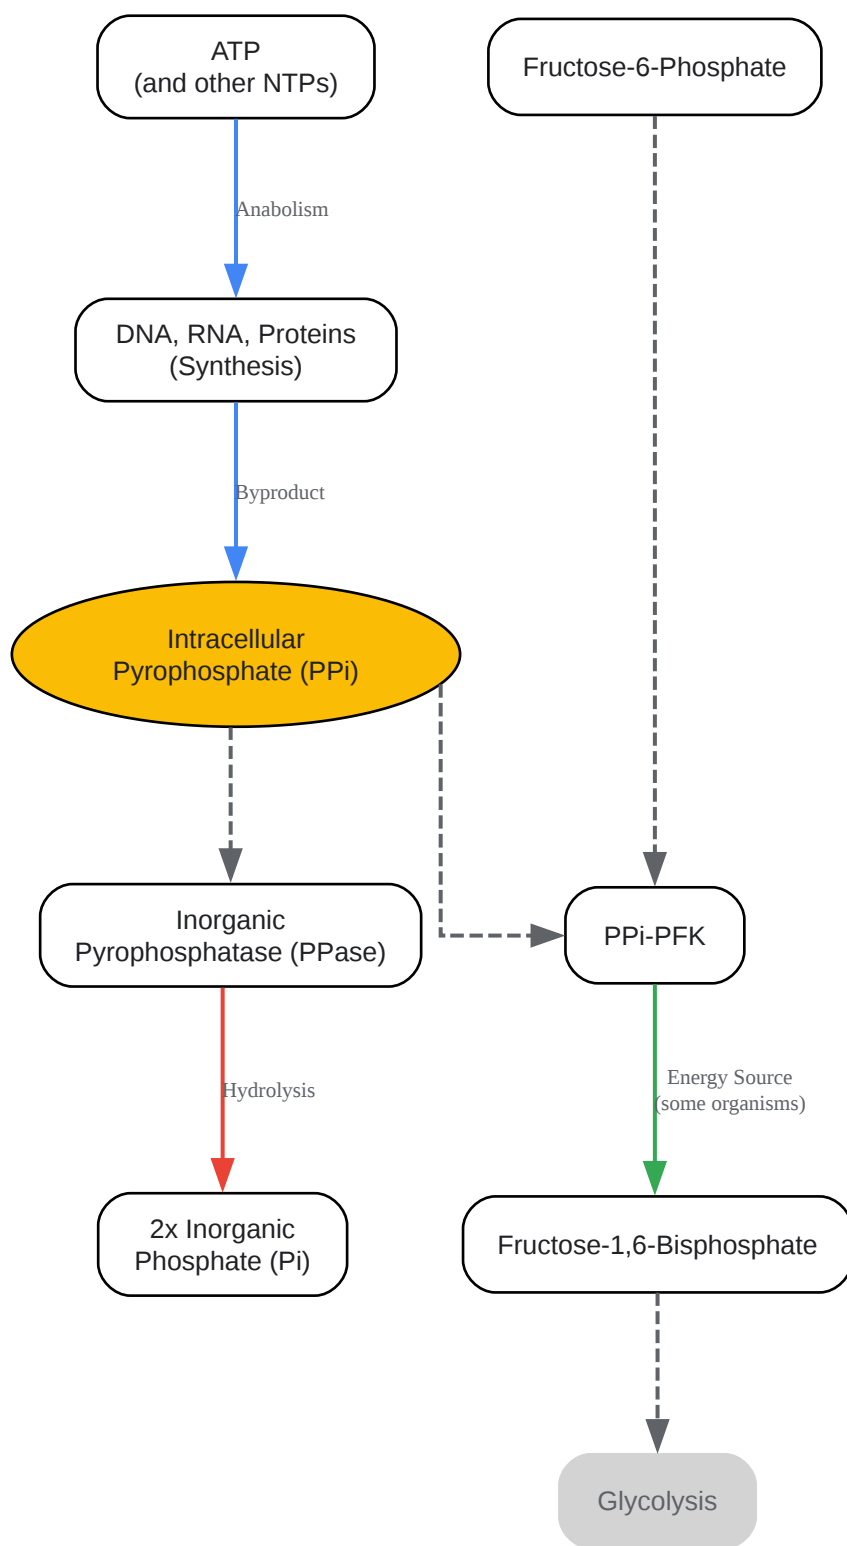 ATP
(and other NTPs)
Fructose-6-Phosphate
Anabolism
DNA, RNA, Proteins
(Synthesis)
Byproduct
Intracellular
Pyrophosphate (PPi)
Inorganic
Pyrophosphatase (PPase)
PPi-PFK
Hydrolysis
Energy Source
(some organisms)
2x Inorganic
Phosphate (Pi)
Fructose-1,6-Bisphosphate
Glycolysis